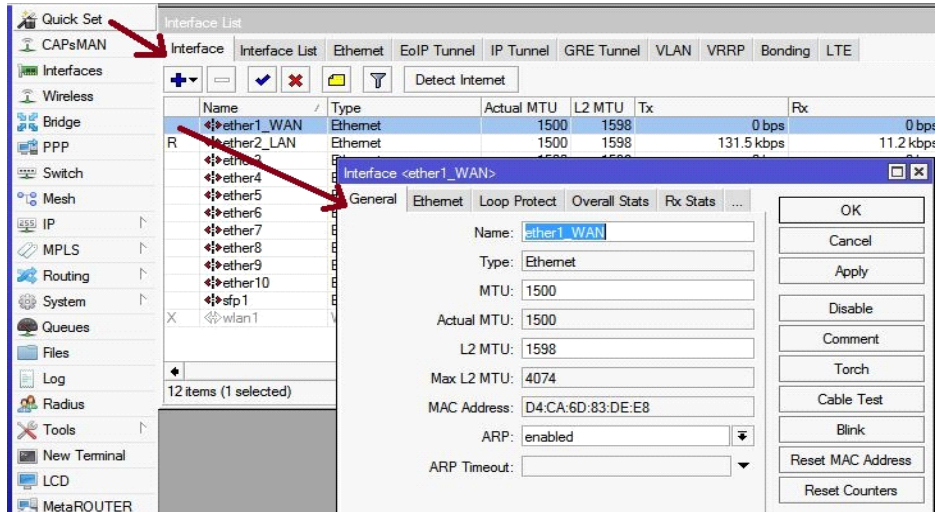 Quick Set
CAPsMAN
Interfaces
Wireless
Bridge
PPP
Switch
Mesh
IP
MPLS
Routing
System
Queues
Files
Log
Radius
Tools
New Terminal
LCD
MetaROUTER
Interface List
Interface Interface List Ethernet EoIP Tunnel IP Tunnel GRE Tunnel VLAN VRRP Bonding LTE
Detect Internet
Name Type Actual MTU L2 MTU Tx Rx
ether1_WAN Ethernet 1500 1598 0 bps 0 bps
R ether2_LAN Ethernet 1500 1598 131.5 kbps 11.2 kbps
ether3
ether4
ether5
ether6
ether7
ether8
ether9
ether10
sfp1
X wlan1
12 items (1 selected)
Interface <ether1_WAN>
General Ethernet Loop Protect Overall Stats Rx Stats ...
Name: ether1_WAN
Type: Ethernet
MTU: 1500
Actual MTU: 1500
L2 MTU: 1598
Max L2 MTU: 4074
MAC Address: D4:CA:6D:83:DE:E8
ARP: enabled
ARP Timeout:
OK
Cancel
Apply
Disable
Comment
Torch
Cable Test
Blink
Reset MAC Address
Reset Counters